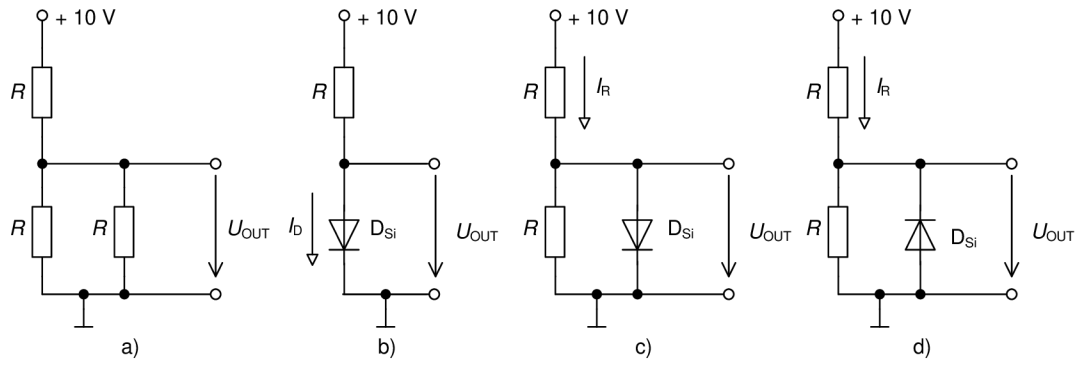 + 10 V + 10 V + 10 V + 10 V
R R R I_R R I_R
R R U_OUT I_D D_Si U_OUT R D_Si U_OUT R D_Si U_OUT
a) b) c) d)